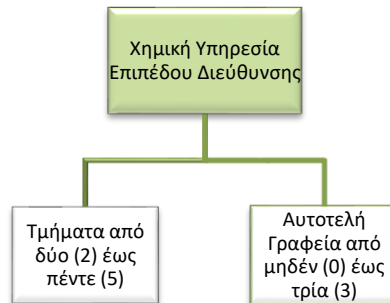 Χημική Υπηρεσία
Επιπέδου Διεύθυνσης
Τμήματα από
δύο (2) έως
πέντε (5)
Αυτοτελή
Γραφεία από
μηδέν (0) έως
τρία (3)